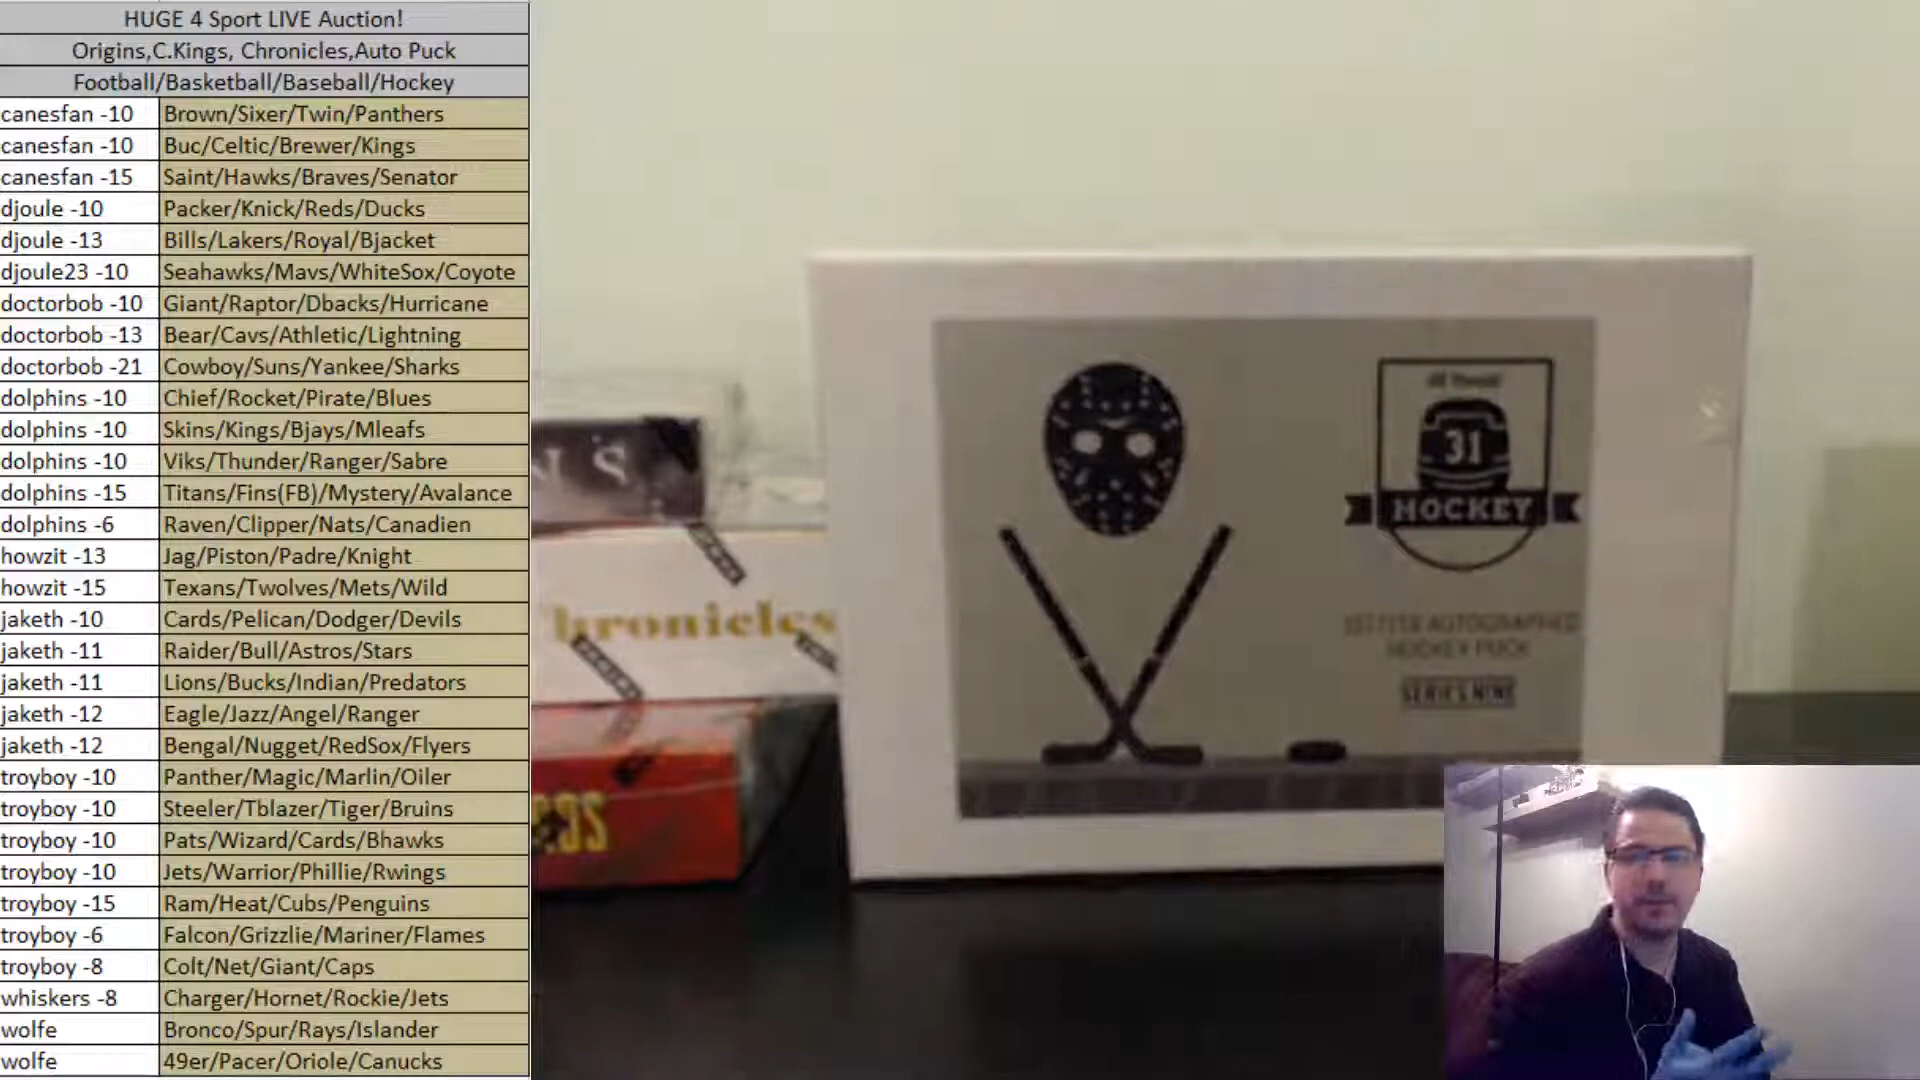 HUGE 4 Sport LIVE Auction!
Origins,C.Kings, Chronicles,Auto Puck
Football/Basketball/Baseball/Hockey
canesfan -10 Brown/Sixer/Twin/Panthers
canesfan -10 Buc/Celtic/Brewer/Kings
canesfan -15 Saint/Hawks/Braves/Senator
djoule -10 Packer/Knick/Reds/Ducks
djoule -13 Bills/Lakers/Royal/Bjacket
djoule23 -10 Seahawks/Mavs/WhiteSox/Coyote
doctorbob -10 Giant/Raptor/Dbacks/Hurricane
doctorbob -13 Bear/Cavs/Athletic/Lightning
doctorbob -21 Cowboy/Suns/Yankee/Sharks
dolphins -10 Chief/Rocket/Pirate/Blues
dolphins -10 Skins/Kings/Bjays/Mleafs
dolphins -10 Viks/Thunder/Ranger/Sabre
dolphins -15 Titans/Fins(FB)/Mystery/Avalance
dolphins -6 Raven/Clipper/Nats/Canadien
howzit -13 Jag/Piston/Padre/Knight
howzit -15 Texans/Twolves/Mets/Wild
jaketh -10 Cards/Pelican/Dodger/Devils
jaketh -11 Raider/Bull/Astros/Stars
jaketh -11 Lions/Bucks/Indian/Predators
jaketh -12 Eagle/Jazz/Angel/Ranger
jaketh -12 Bengal/Nugget/RedSox/Flyers
troyboy -10 Panther/Magic/Marlin/Oiler
troyboy -10 Steeler/Tblazer/Tiger/Bruins
troyboy -10 Pats/Wizard/Cards/Bhawks
troyboy -10 Jets/Warrior/Phillie/Rwings
troyboy -15 Ram/Heat/Cubs/Penguins
troyboy -6 Falcon/Grizzlie/Mariner/Flames
troyboy -8 Colt/Net/Giant/Caps
whiskers -8 Charger/Hornet/Rockie/Jets
wolfe Bronco/Spur/Rays/Islander
wolfe 49er/Pacer/Oriole/Canucks
NS
hronicles
31
HOCKEY
AUTOGRAPHED
HOCKEY PUCK
SERIES NINE